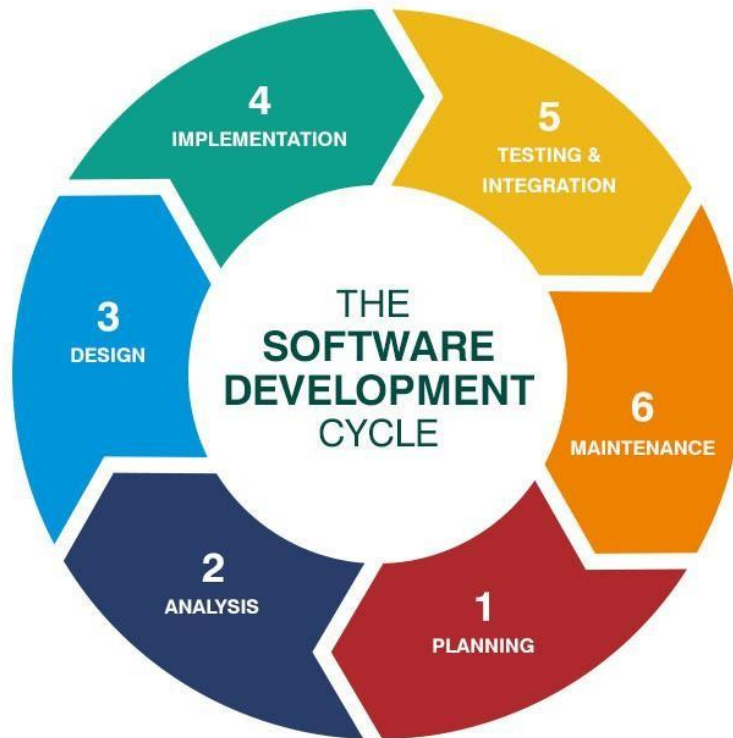 THE
SOFTWARE
DEVELOPMENT
CYCLE
1
PLANNING
2
ANALYSIS
3
DESIGN
4
IMPLEMENTATION
5
TESTING &
INTEGRATION
6
MAINTENANCE